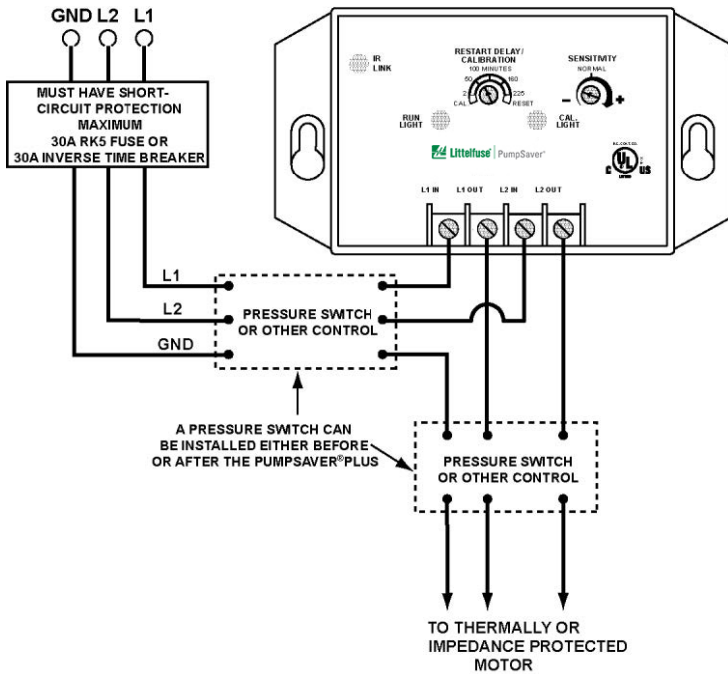 GND L2 L1
MUST HAVE SHORT-
CIRCUIT PROTECTION
MAXIMUM
30A RK5 FUSE OR
30A INVERSE TIME BREAKER
IR
LINK
RESTART DELAY/
CALIBRATION
100 MINUTES
50
160
2
225
CAL
RESET
SENSITIVITY
NORMAL
- +
RUN
LIGHT
CAL.
LIGHT
Littelfuse PumpSaver®
C UL US
LISTED
L1 IN L1 OUT L2 IN L2 OUT
L1
L2
GND
PRESSURE SWITCH
OR OTHER CONTROL
A PRESSURE SWITCH CAN
BE INSTALLED EITHER BEFORE
OR AFTER THE PUMPSAVER®PLUS
PRESSURE SWITCH
OR OTHER CONTROL
TO THERMALLY OR
IMPEDANCE PROTECTED
MOTOR